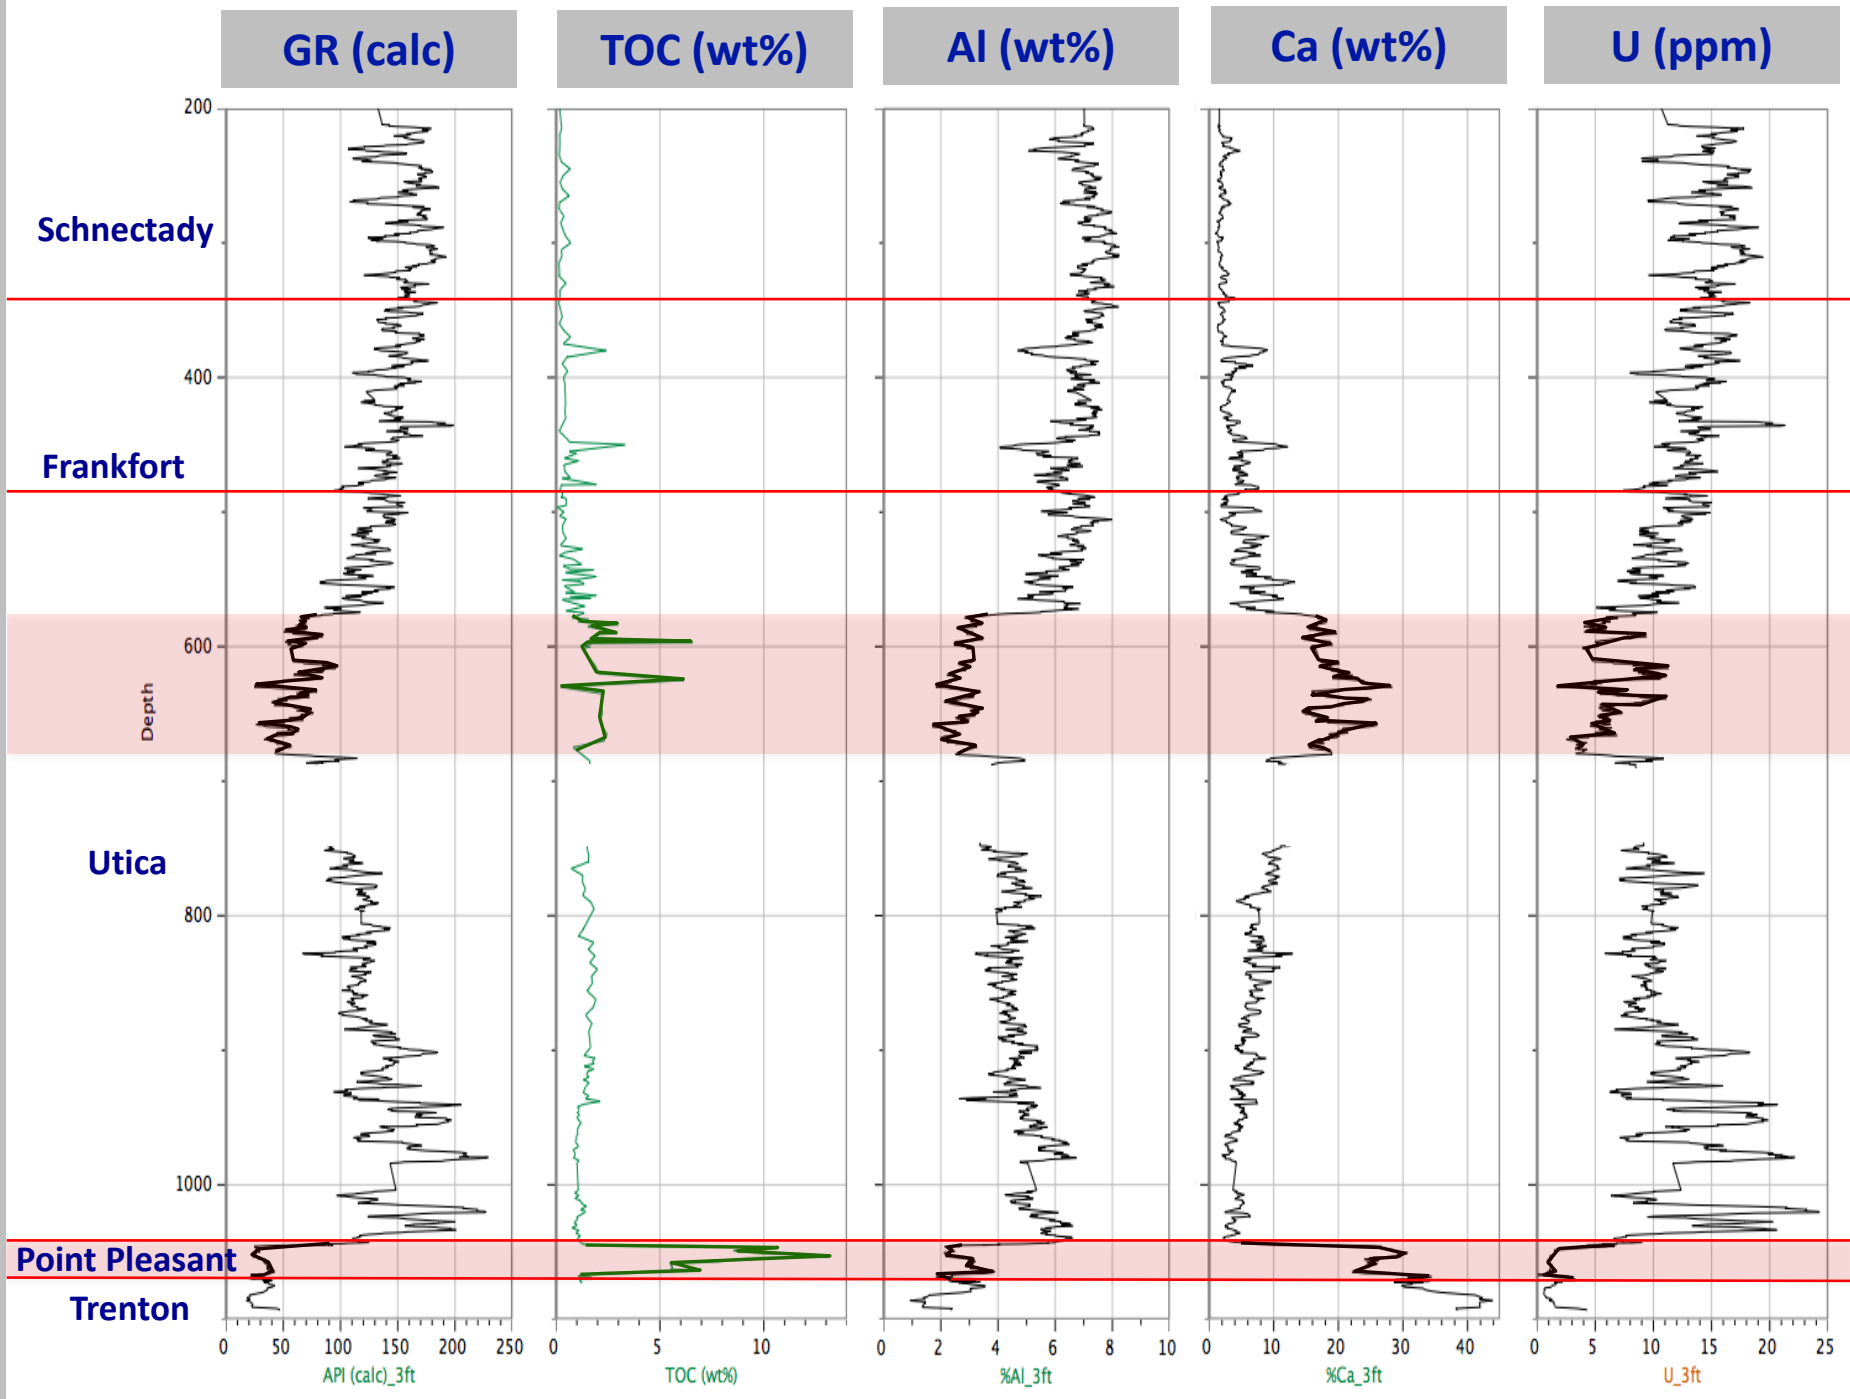 GR (calc) TOC (wt%) Al (wt%) Ca (wt%) U (ppm)
200
Schnectady
400
Frankfort
600
Depth
Utica
800
1000
Point Pleasant
Trenton
0 50 100 150 200 250 0 5 10 0 2 4 6 8 10 0 10 20 30 40 0 5 10 15 20 25
API (calc)_3ft TOC (wt%) %Al_3ft %Ca_3ft U_3ft